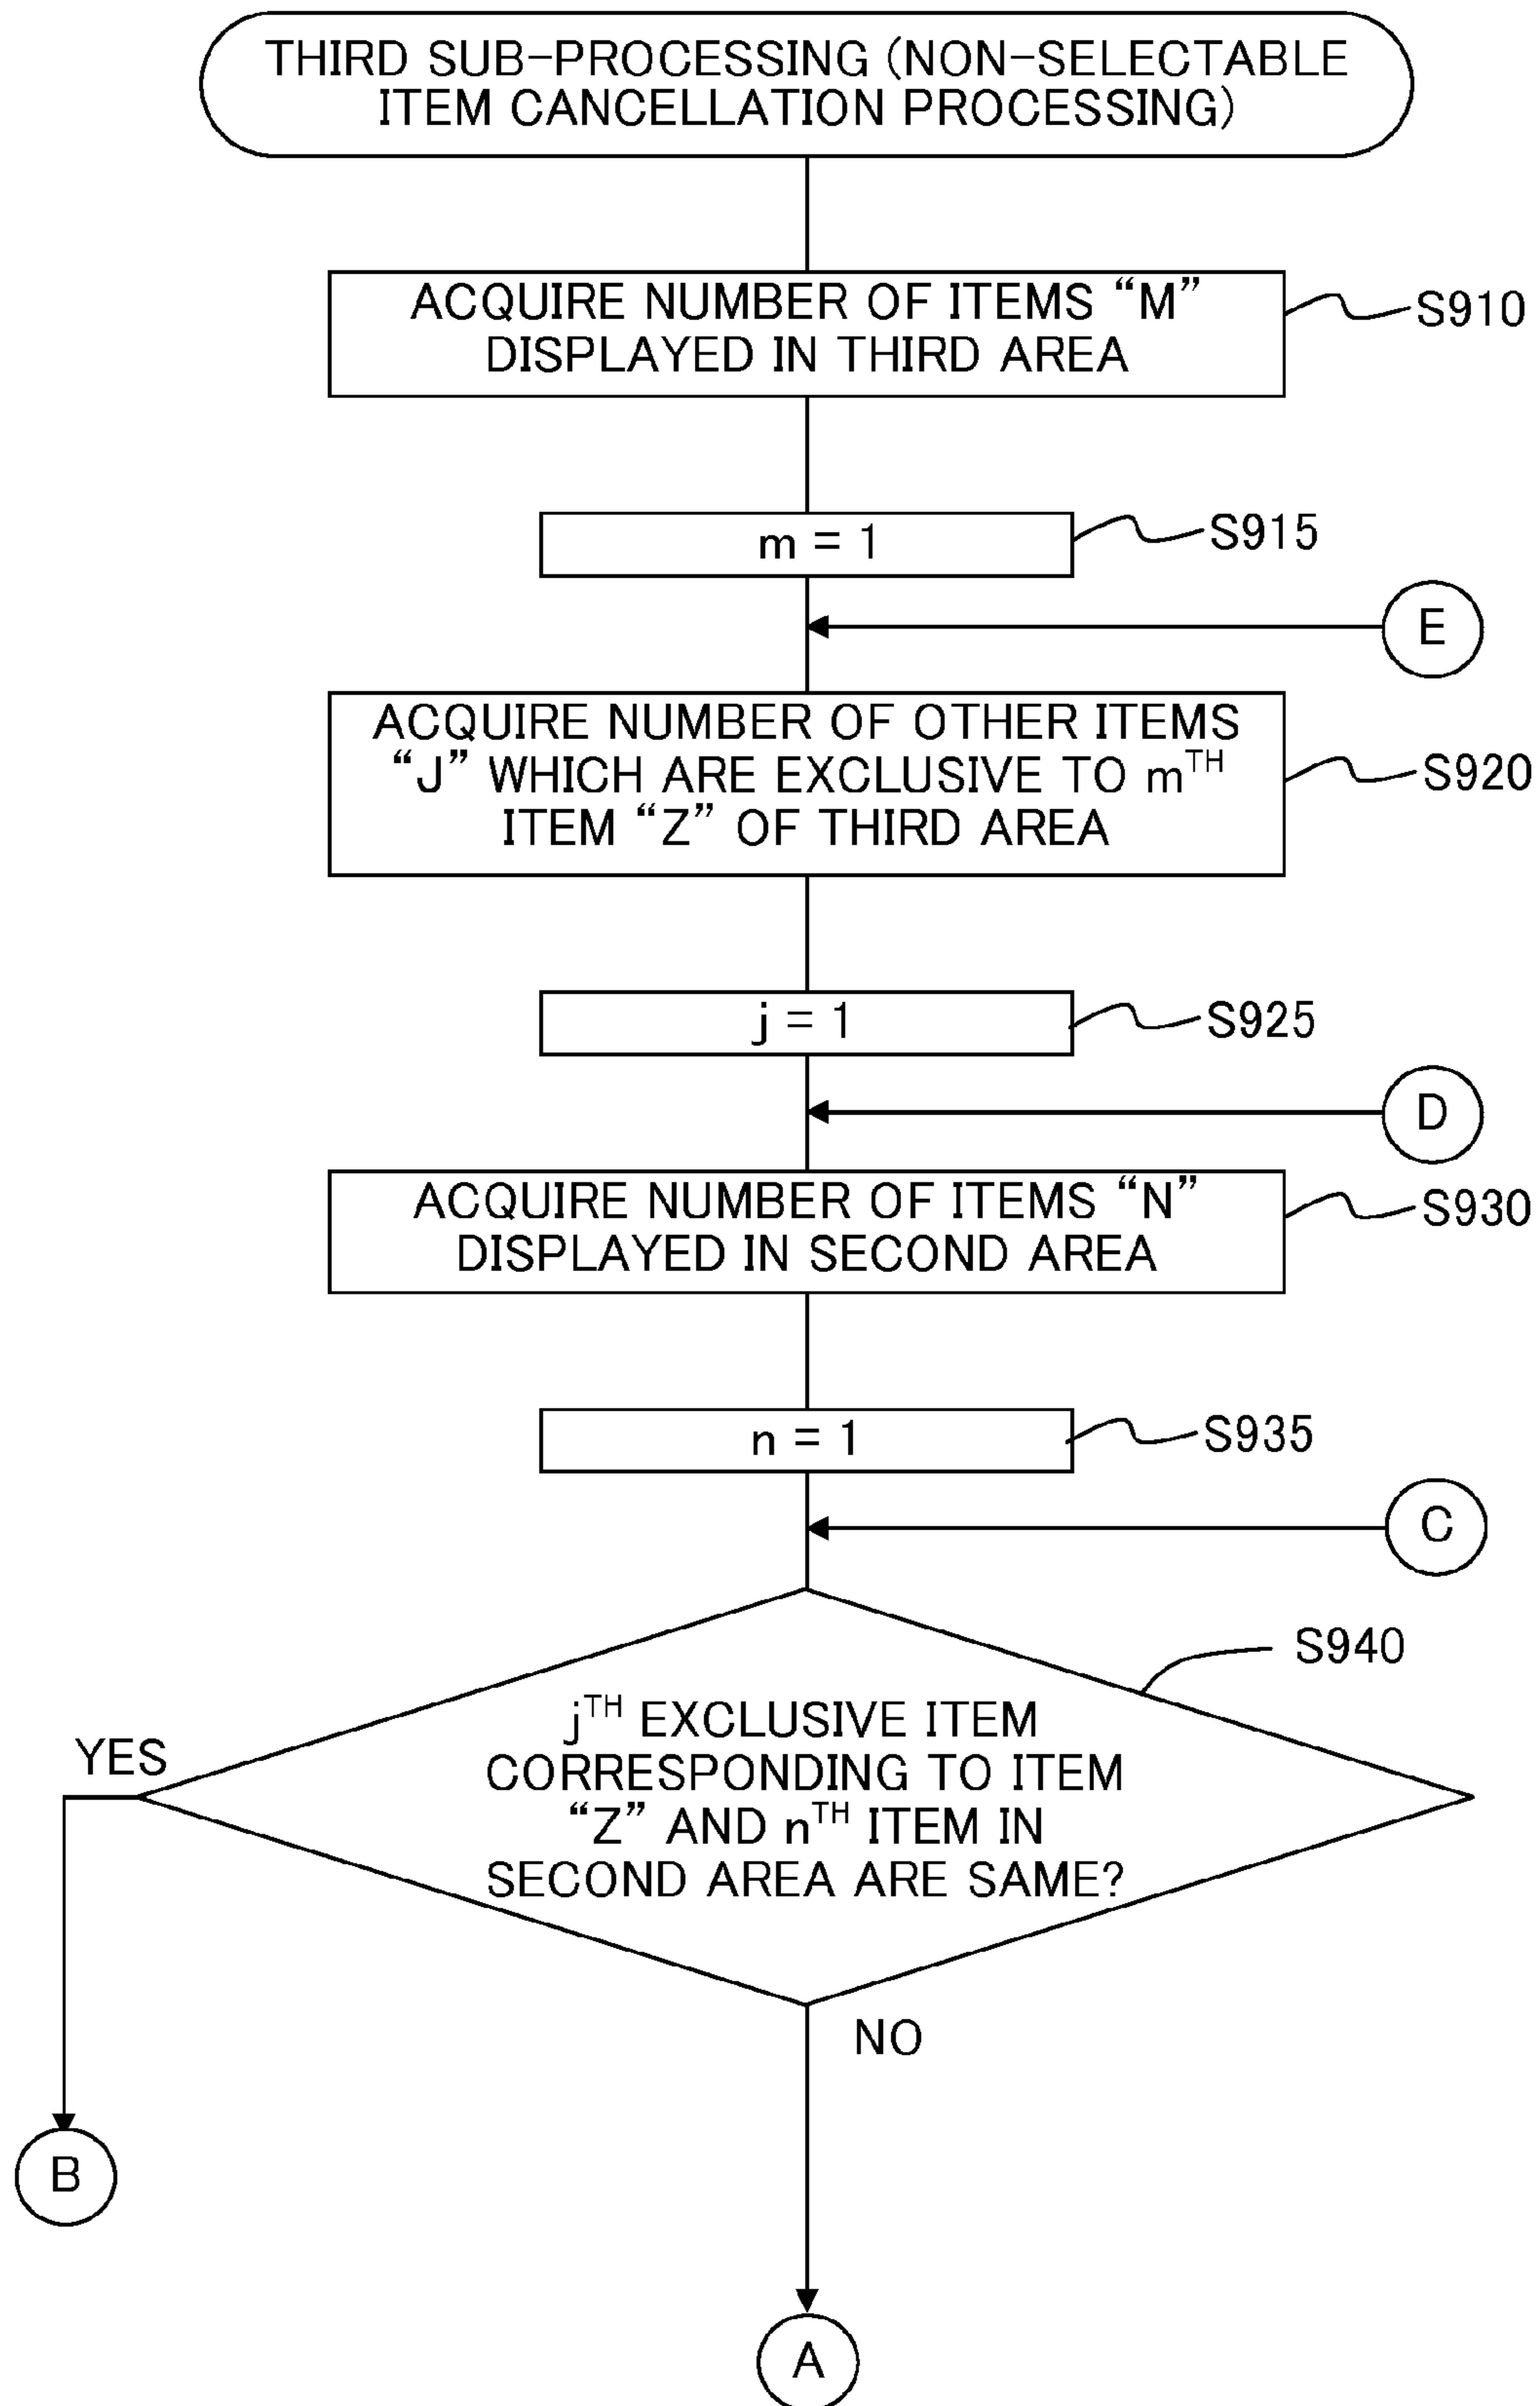 THIRD SUB-PROCESSING (NON-SELECTABLE
ITEM CANCELLATION PROCESSING)
ACQUIRE NUMBER OF ITEMS “M”
DISPLAYED IN THIRD AREA
S910
m = 1
S915
E
ACQUIRE NUMBER OF OTHER ITEMS
“J” WHICH ARE EXCLUSIVE TO mTH
ITEM “Z” OF THIRD AREA
S920
j = 1
S925
D
ACQUIRE NUMBER OF ITEMS “N”
DISPLAYED IN SECOND AREA
S930
n = 1
S935
C
S940
jTH EXCLUSIVE ITEM
CORRESPONDING TO ITEM
“Z” AND nTH ITEM IN
SECOND AREA ARE SAME?
YES
NO
B
A